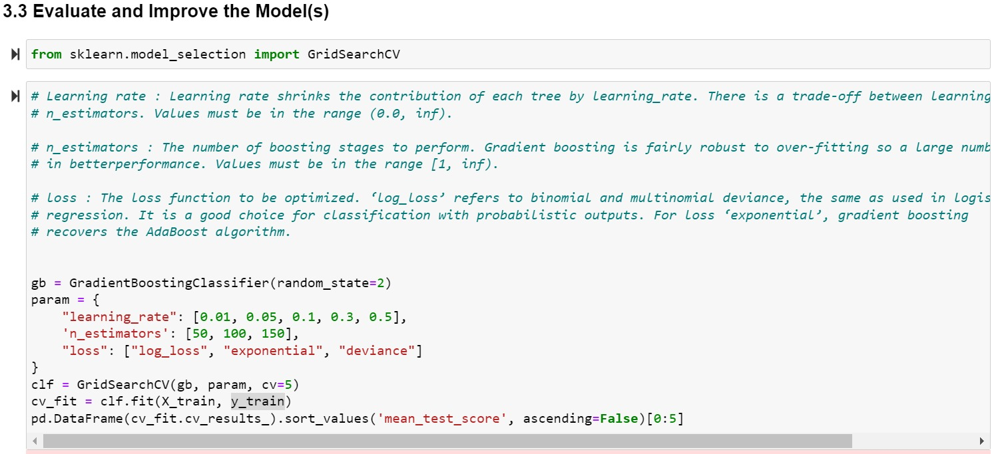 3.3 Evaluate and Improve the Model(s)
from sklearn.model_selection import GridSearchCV
# Learning rate : Learning rate shrinks the contribution of each tree by learning_rate. There is a trade-off between learning
# n_estimators. Values must be in the range (0.0, inf).
# n_estimators : The number of boosting stages to perform. Gradient boosting is fairly robust to over-fitting so a large numb
# in betterperformance. Values must be in the range [1, inf).
# loss : The loss function to be optimized. ‘log_loss’ refers to binomial and multinomial deviance, the same as used in logis
# regression. It is a good choice for classification with probabilistic outputs. For loss ‘exponential’, gradient boosting
# recovers the AdaBoost algorithm.
gb = GradientBoostingClassifier(random_state=2)
param = {
    "learning_rate": [0.01, 0.05, 0.1, 0.3, 0.5],
    'n_estimators': [50, 100, 150],
    "loss": ["log_loss", "exponential", "deviance"]
}
clf = GridSearchCV(gb, param, cv=5)
cv_fit = clf.fit(X_train, y_train)
pd.DataFrame(cv_fit.cv_results_).sort_values('mean_test_score', ascending=False)[0:5]